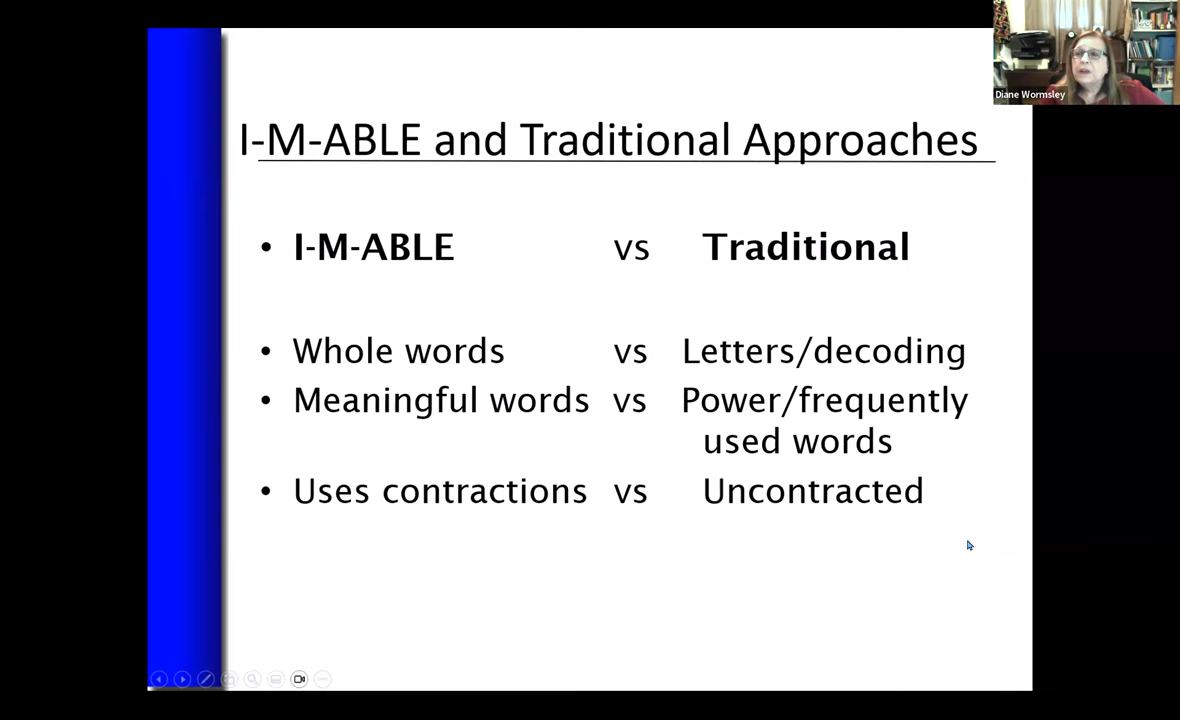 Diane Wormsley
I-M-ABLE and Traditional Approaches
• I-M-ABLE vs Traditional
• Whole words vs Letters/decoding
• Meaningful words vs Power/frequently
used words
• Uses contractions vs Uncontracted